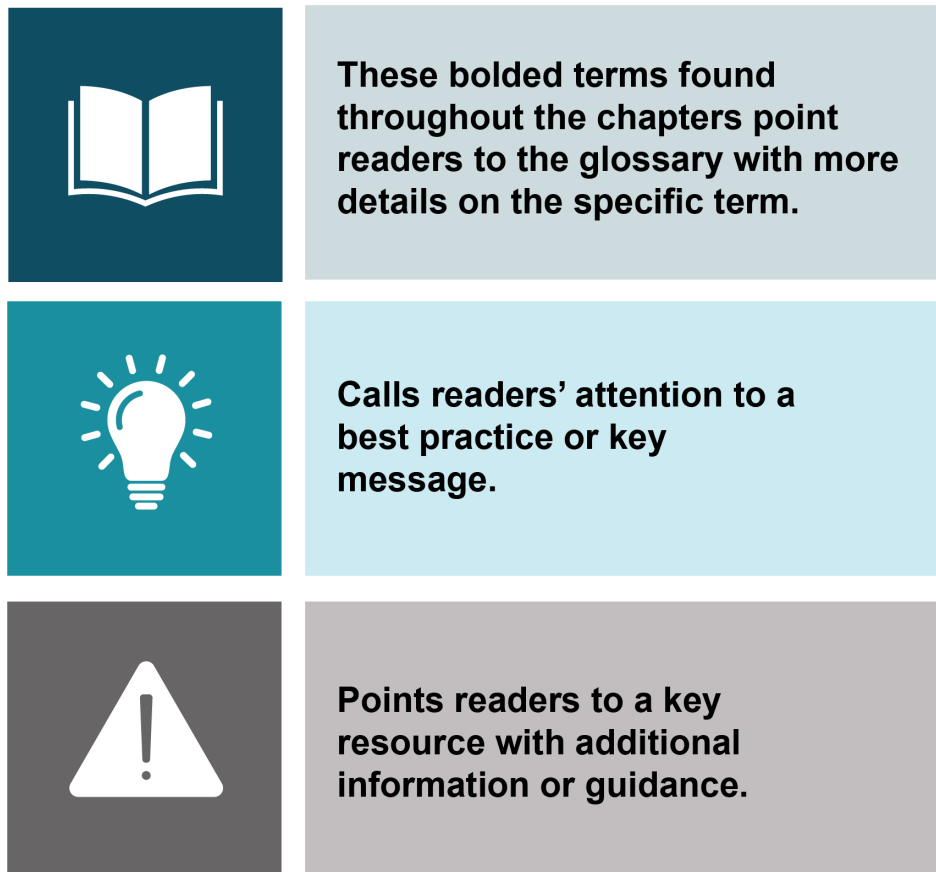 These bolded terms found
throughout the chapters point
readers to the glossary with more
details on the specific term.
Calls readers’ attention to a
best practice or key
message.
Points readers to a key
resource with additional
information or guidance.